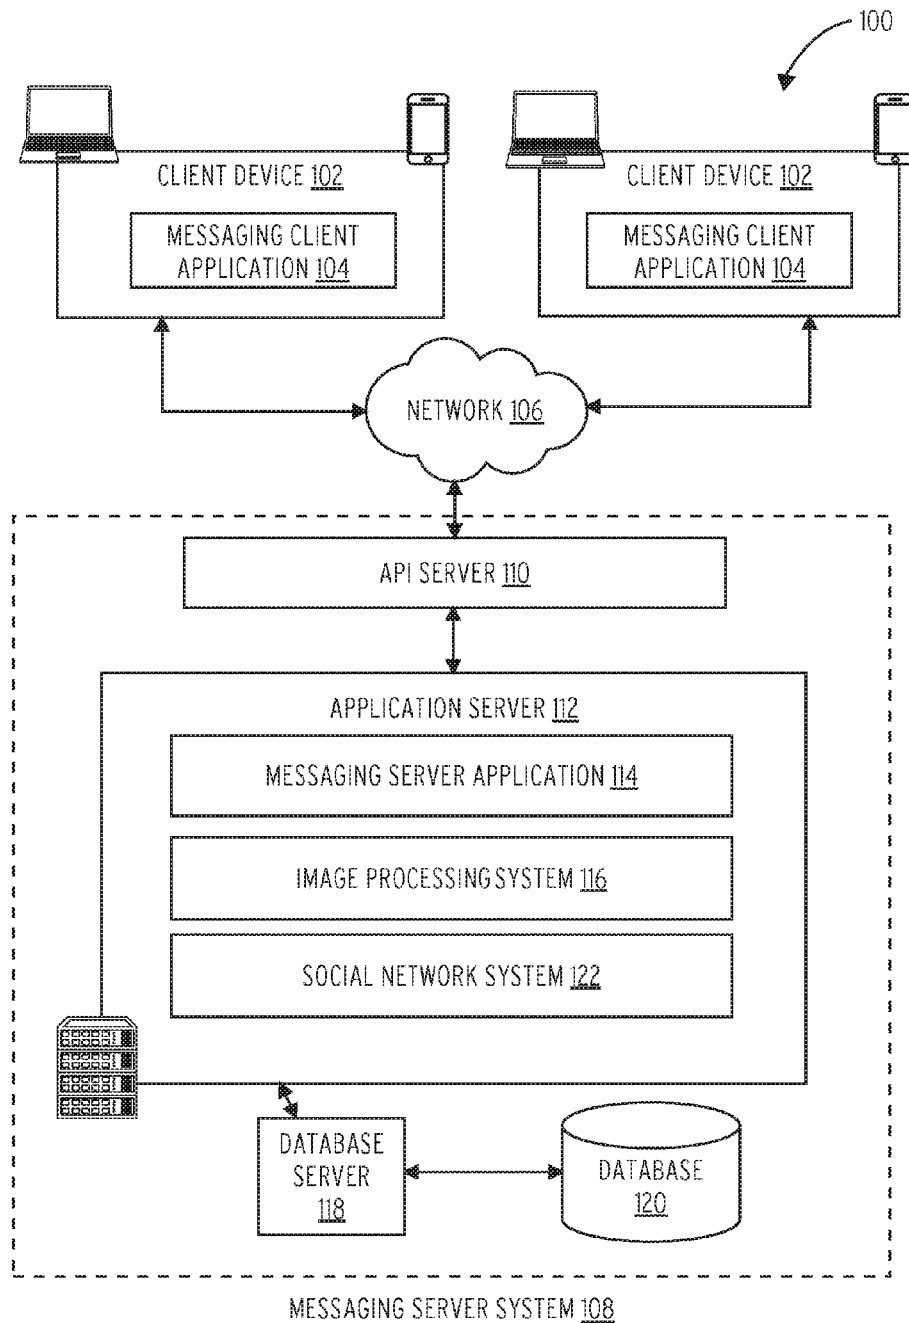 100
CLIENT DEVICE 102
MESSAGING CLIENT
APPLICATION 104
CLIENT DEVICE 102
MESSAGING CLIENT
APPLICATION 104
NETWORK 106
API SERVER 110
APPLICATION SERVER 112
MESSAGING SERVER APPLICATION 114
IMAGE PROCESSING SYSTEM 116
SOCIAL NETWORK SYSTEM 122
DATABASE
SERVER
118
DATABASE
120
MESSAGING SERVER SYSTEM 108